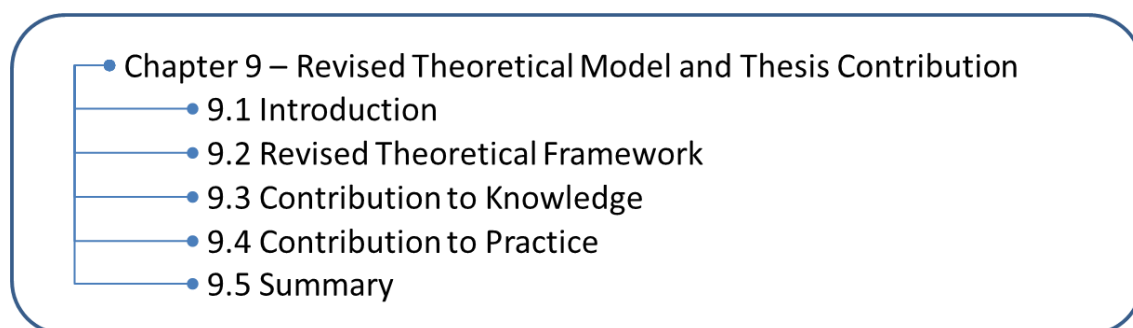 Chapter 9 – Revised Theoretical Model and Thesis Contribution
9.1 Introduction
9.2 Revised Theoretical Framework
9.3 Contribution to Knowledge
9.4 Contribution to Practice
9.5 Summary